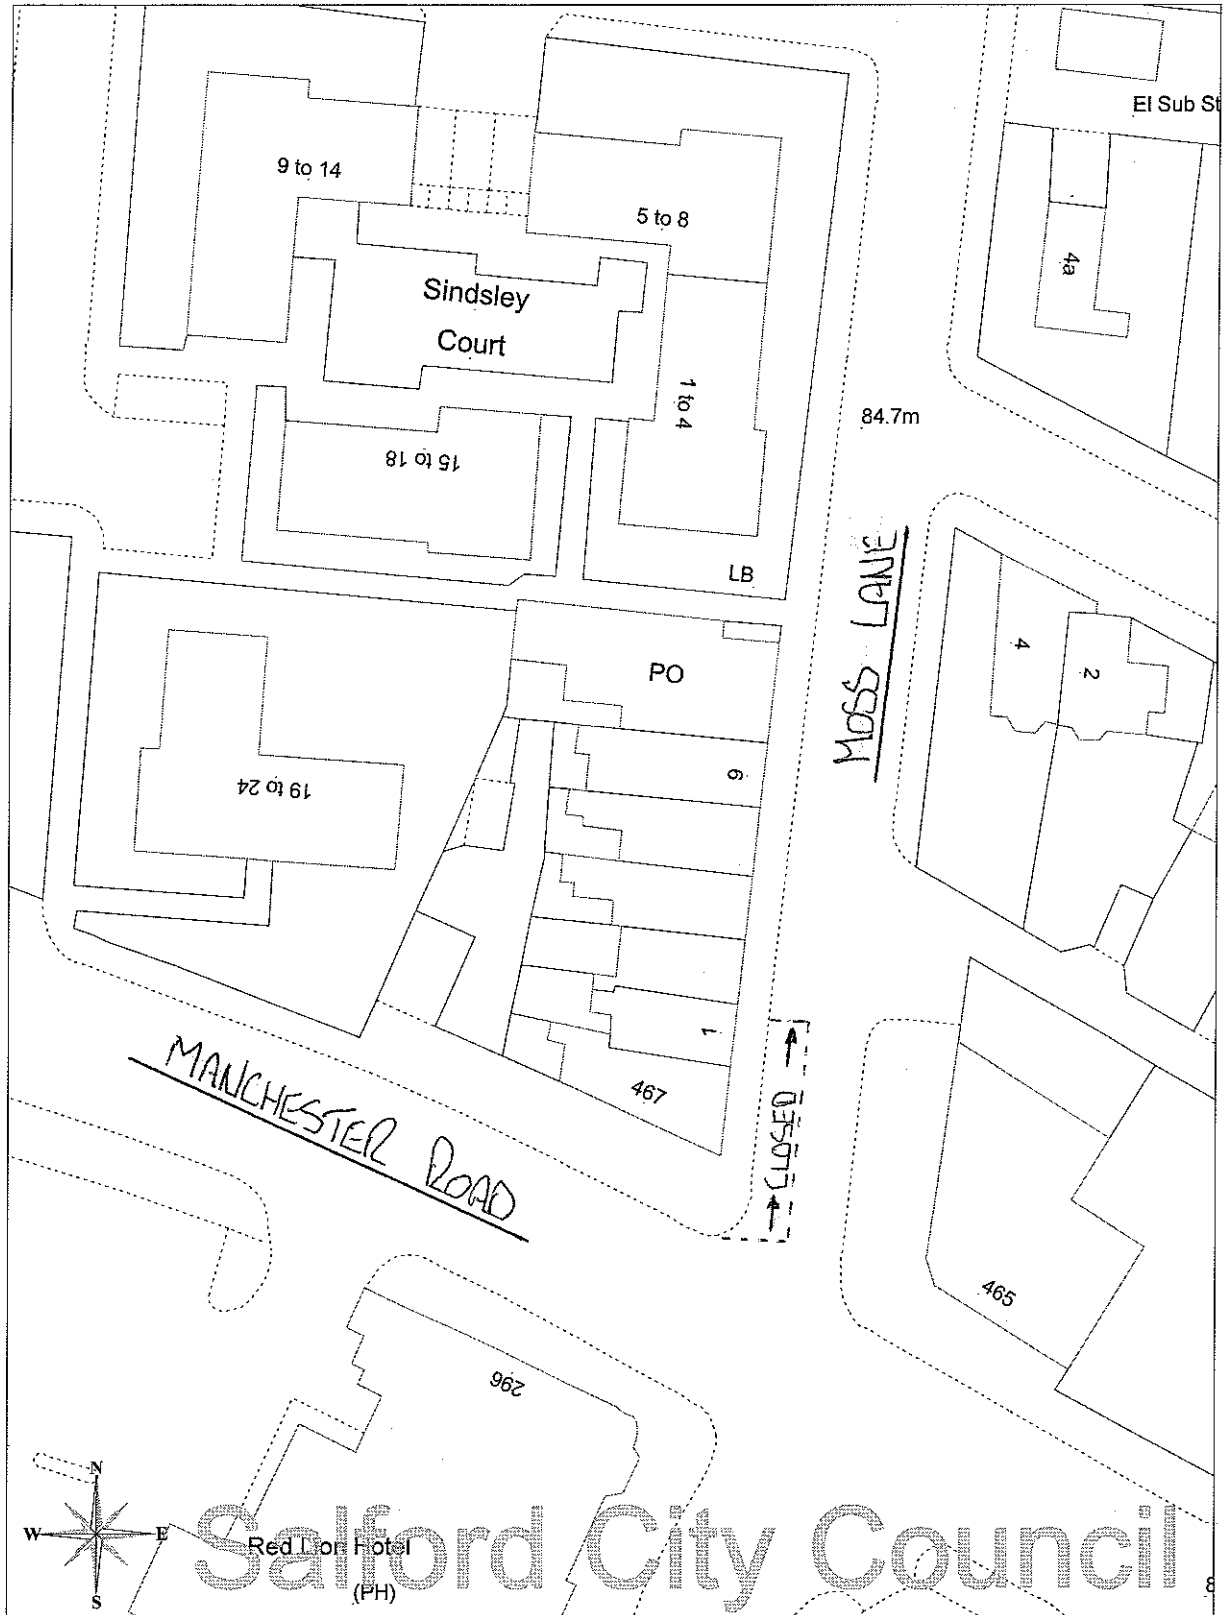 El Sub St
9 to 14
5 to 8
4a
Sindsley
Court
1 to 4
84.7m
15 to 18
LB
MOSS LANE
4
2
PO
6
19 to 24
1
467
MANCHESTER ROAD
CLOSED
465
296
N
W E
S
Red Lion Hotel
(PH)
Salford City Council
8